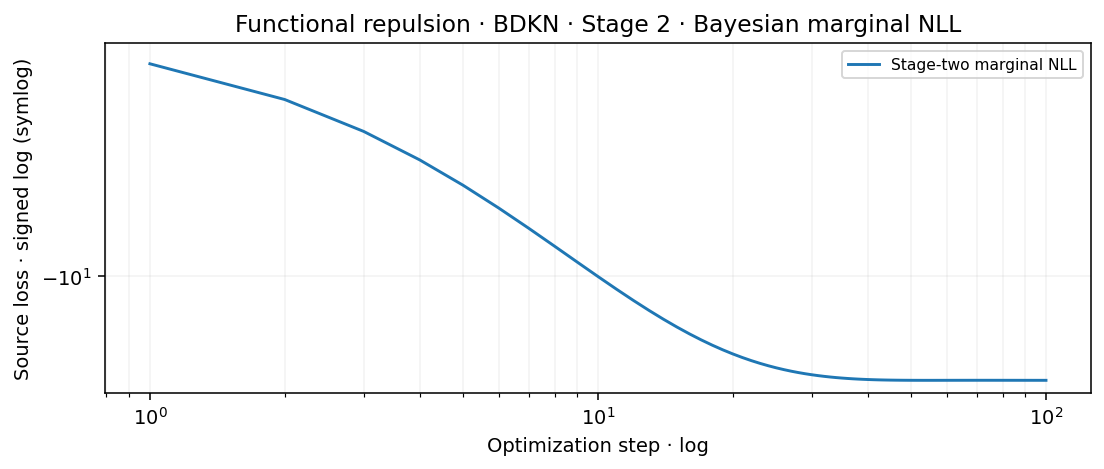 Functional repulsion · BDKN · Stage 2 · Bayesian marginal NLL
Stage-two marginal NLL
Source loss · signed log (symlog)
−10¹
10⁰
10¹
10²
Optimization step · log